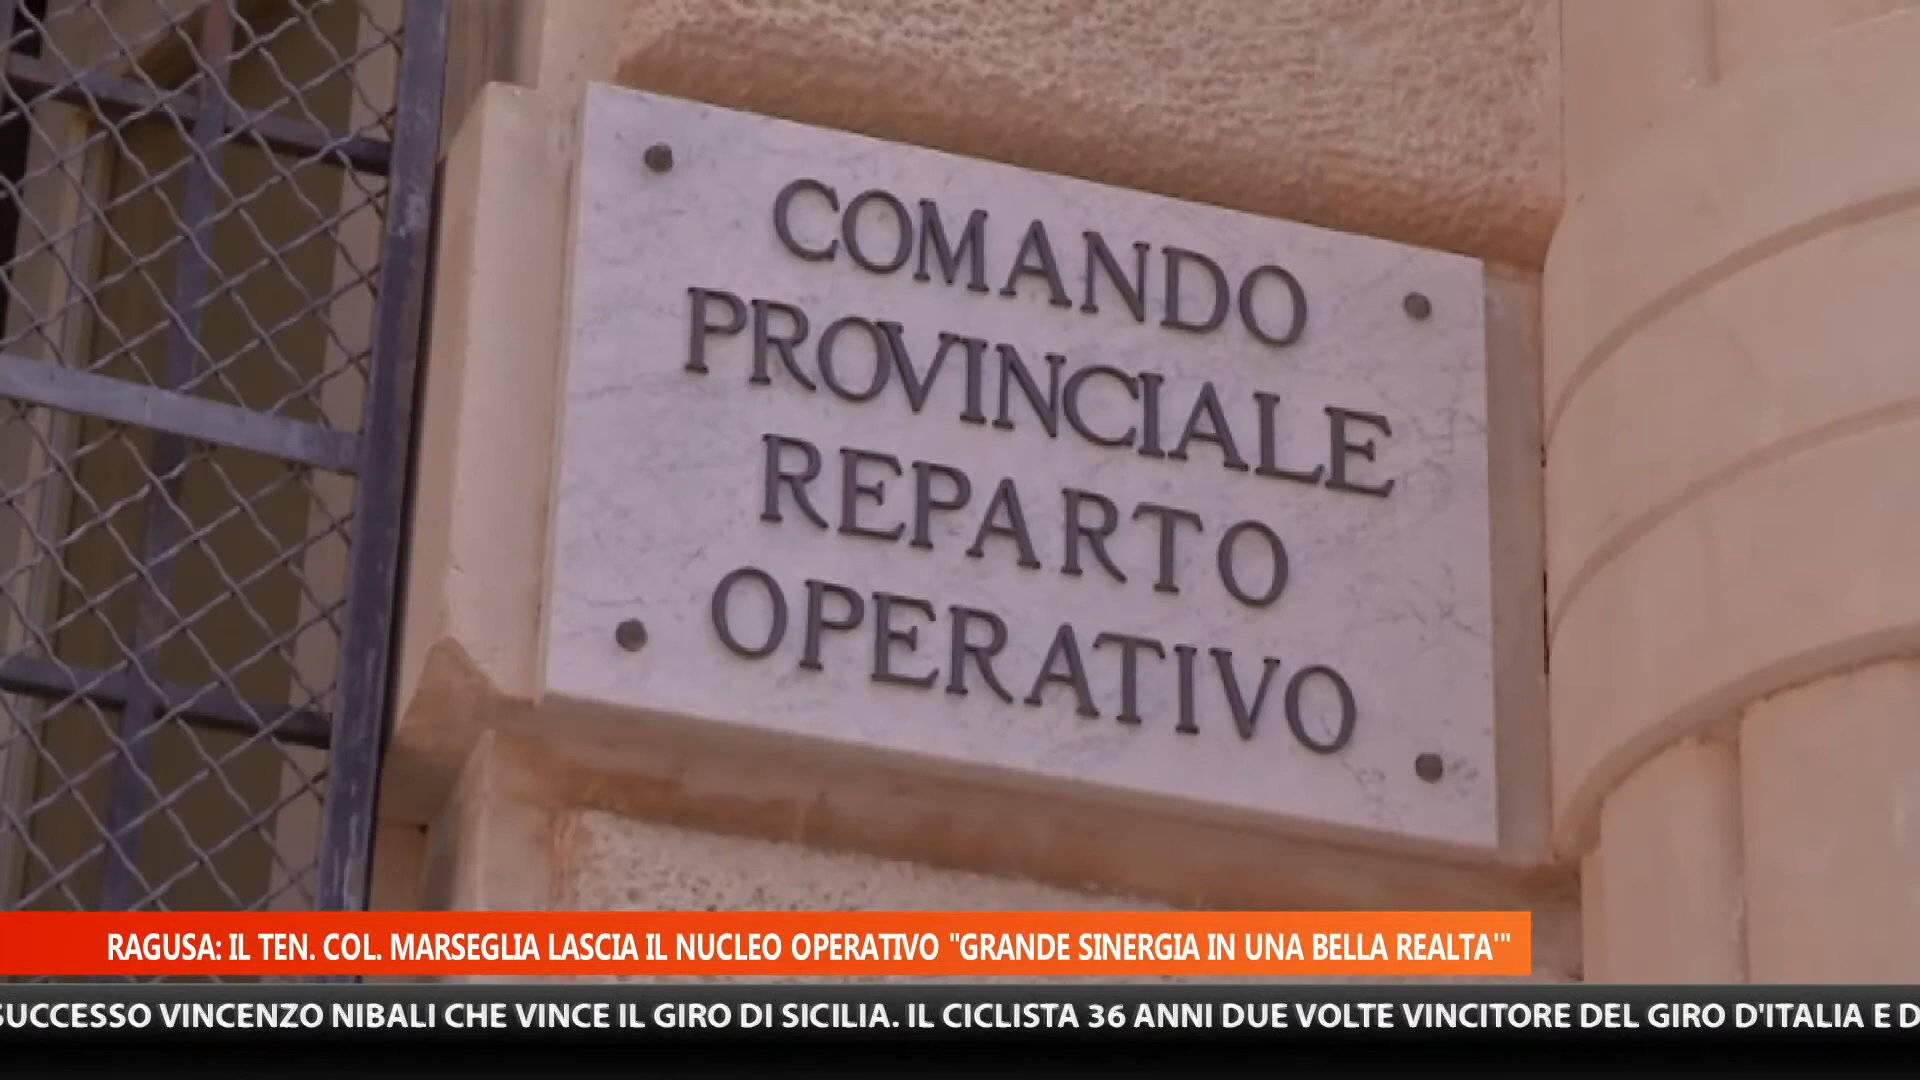 COMANDO
PROVINCIALE
REPARTO
OPERATIVO
RAGUSA: IL TEN. COL. MARSEGLIA LASCIA IL NUCLEO OPERATIVO "GRANDE SINERGIA IN UNA BELLA REALTA'"
SUCCESSO VINCENZO NIBALI CHE VINCE IL GIRO DI SICILIA. IL CICLISTA 36 ANNI DUE VOLTE VINCITORE DEL GIRO D'ITALIA E D